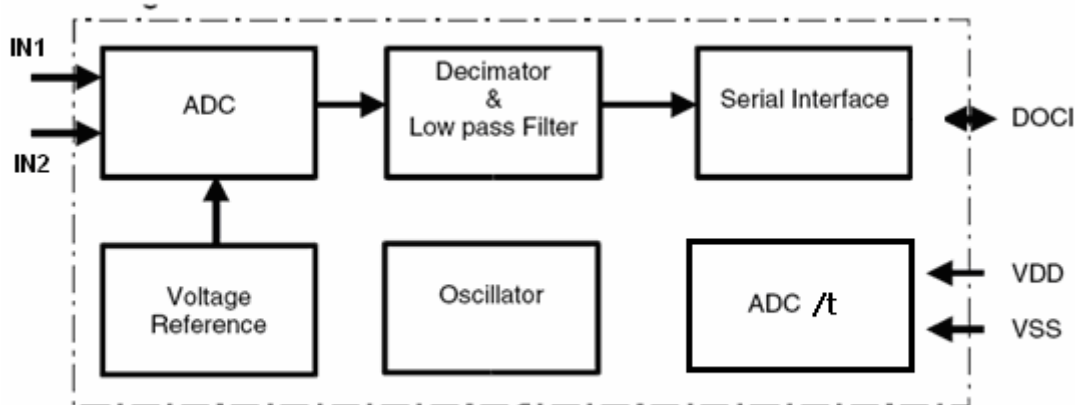 IN1
IN2
ADC
Decimator
&
Low pass Filter
Serial Interface
DOCI
Voltage
Reference
Oscillator
ADC /t
VDD
VSS